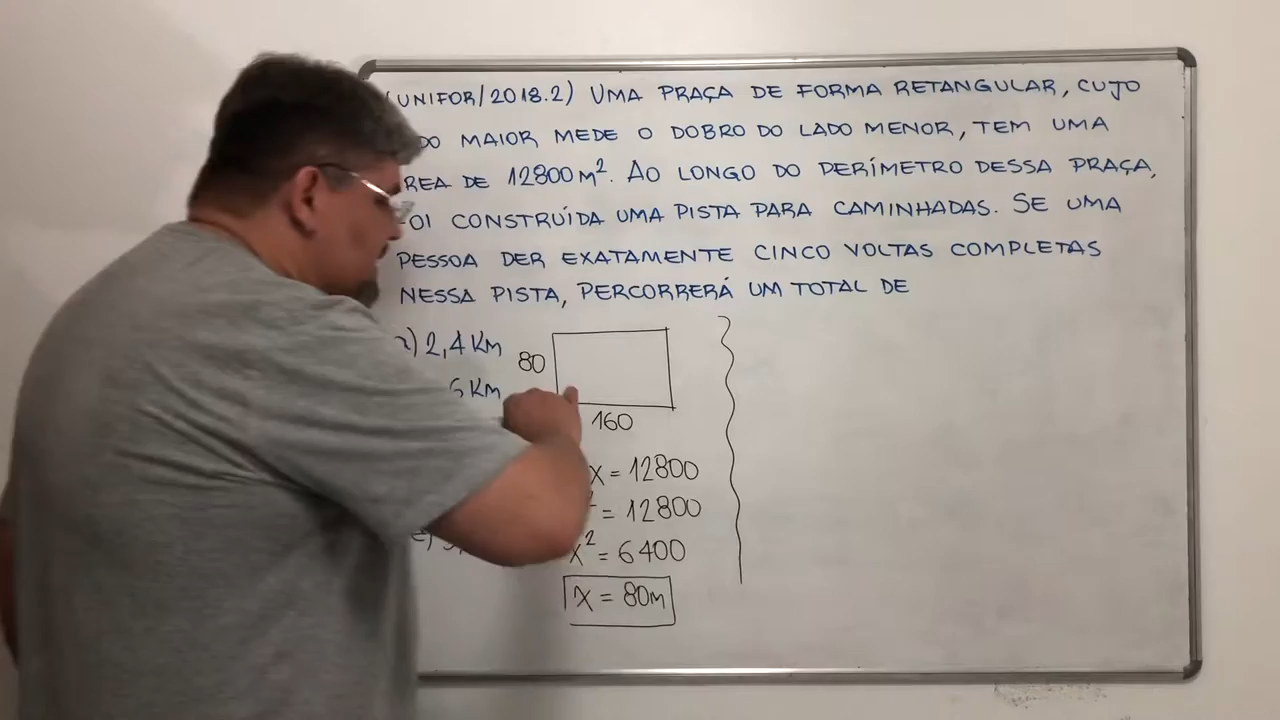 (UNIFOR/2018.2) UMA PRAÇA DE FORMA RETANGULAR, CUJO
MAIOR MEDE O DOBRO DO LADO MENOR, TEM UMA
DE 12800 M². AO LONGO DO PERÍMETRO DESSA PRAÇA,
CONSTRUÍDA UMA PISTA PARA CAMINHADAS. SE UMA
PESSOA DER EXATAMENTE CINCO VOLTAS COMPLETAS
NESSA PISTA, PERCORRERÁ UM TOTAL DE
) 2,4 Km
80
Km
160
x = 12800
= 12800
x² = 6400
x = 80m